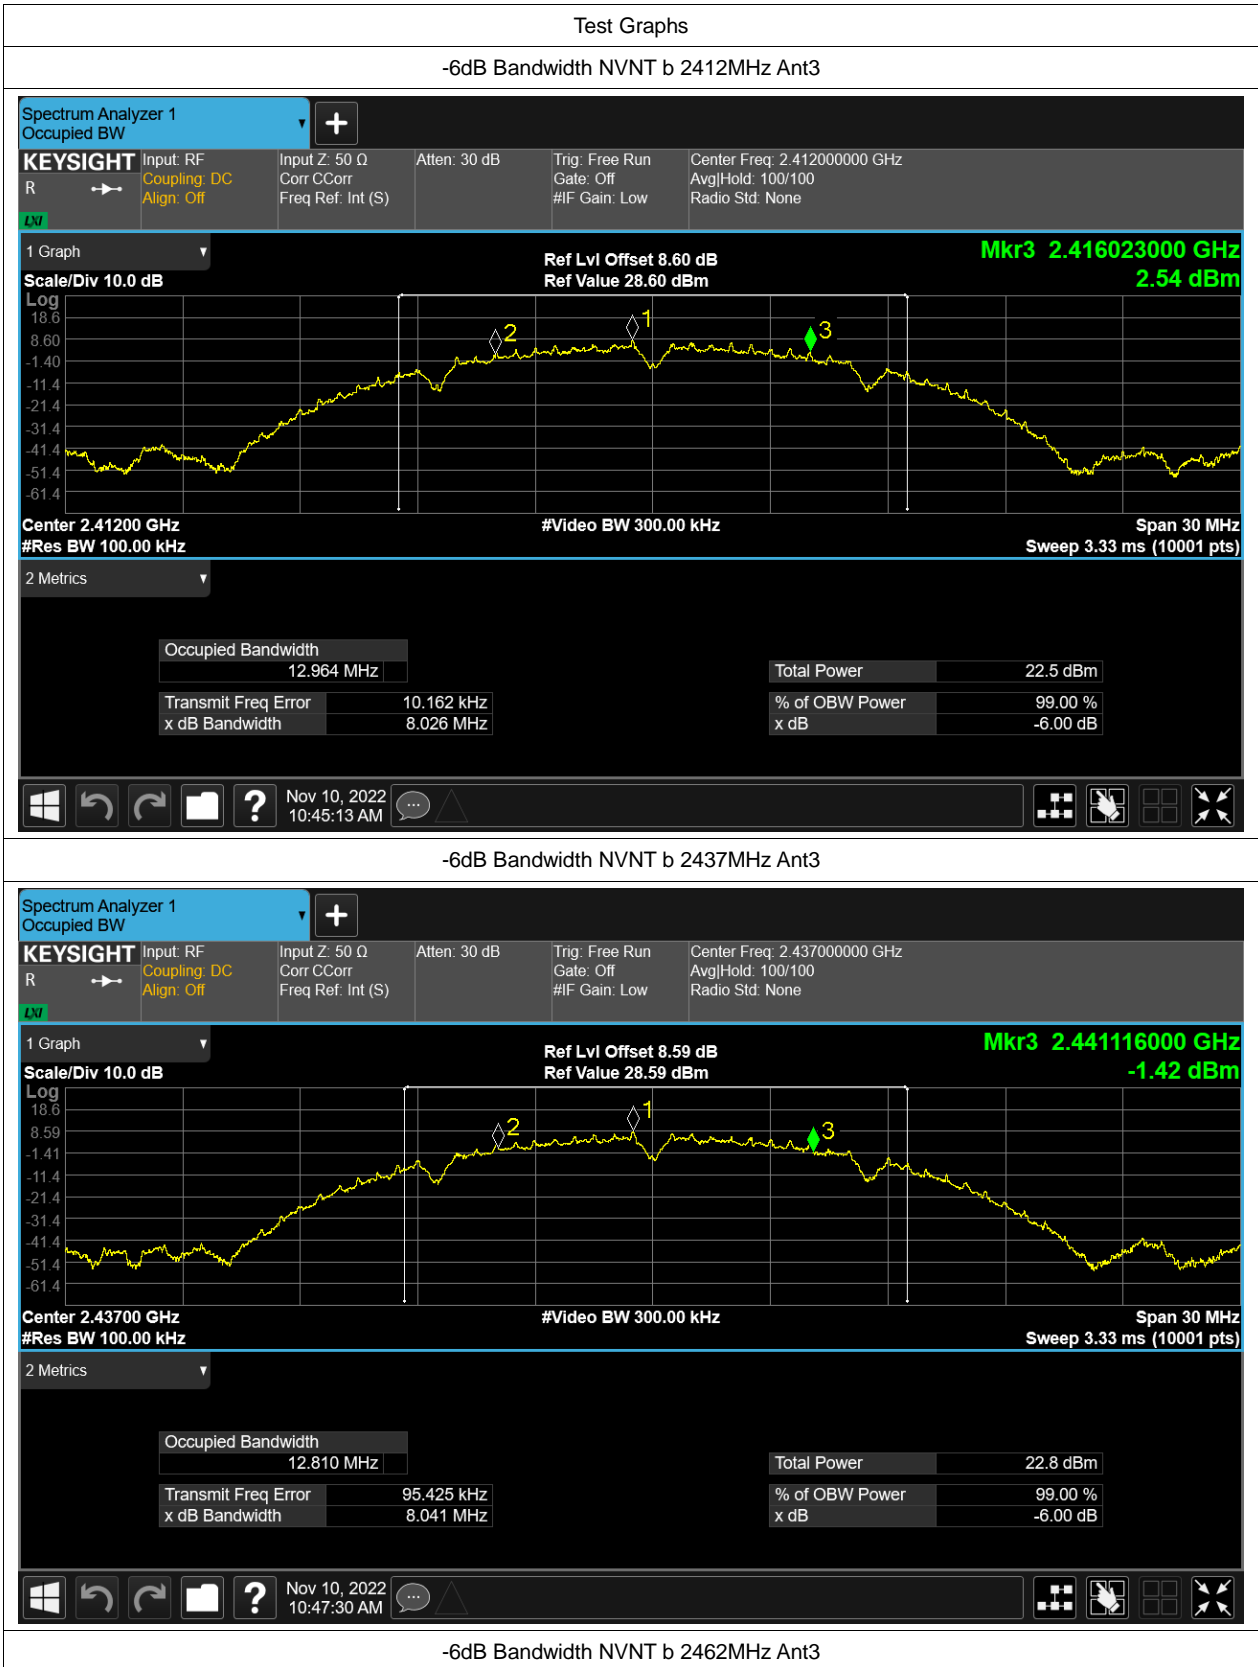 Test Graphs
-6dB Bandwidth NVNT b 2412MHz Ant3
Spectrum Analyzer 1
Occupied BW
KEYSIGHT Input: RF Input Z: 50 Ω Atten: 30 dB Trig: Free Run Center Freq: 2.412000000 GHz
R Coupling: DC Corr CCorr Gate: Off Avg|Hold: 100/100
Align: Off Freq Ref: Int (S) #IF Gain: Low Radio Std: None
LXI
1 Graph Ref Lvl Offset 8.60 dB Mkr3 2.416023000 GHz
Scale/Div 10.0 dB Ref Value 28.60 dBm 2.54 dBm
Log
18.6
8.60
-1.40
-11.4
-21.4
-31.4
-41.4
-51.4
-61.4
2 1 3
Center 2.41200 GHz #Video BW 300.00 kHz Span 30 MHz
#Res BW 100.00 kHz Sweep 3.33 ms (10001 pts)
2 Metrics
Occupied Bandwidth
12.964 MHz Total Power 22.5 dBm
Transmit Freq Error 10.162 kHz % of OBW Power 99.00 %
x dB Bandwidth 8.026 MHz x dB -6.00 dB
? Nov 10, 2022
10:45:13 AM
-6dB Bandwidth NVNT b 2437MHz Ant3
Spectrum Analyzer 1
Occupied BW
KEYSIGHT Input: RF Input Z: 50 Ω Atten: 30 dB Trig: Free Run Center Freq: 2.437000000 GHz
R Coupling: DC Corr CCorr Gate: Off Avg|Hold: 100/100
Align: Off Freq Ref: Int (S) #IF Gain: Low Radio Std: None
LXI
1 Graph Ref Lvl Offset 8.59 dB Mkr3 2.441116000 GHz
Scale/Div 10.0 dB Ref Value 28.59 dBm -1.42 dBm
Log
18.6
8.59
-1.41
-11.4
-21.4
-31.4
-41.4
-51.4
-61.4
2 1 3
Center 2.43700 GHz #Video BW 300.00 kHz Span 30 MHz
#Res BW 100.00 kHz Sweep 3.33 ms (10001 pts)
2 Metrics
Occupied Bandwidth
12.810 MHz Total Power 22.8 dBm
Transmit Freq Error 95.425 kHz % of OBW Power 99.00 %
x dB Bandwidth 8.041 MHz x dB -6.00 dB
? Nov 10, 2022
10:47:30 AM
-6dB Bandwidth NVNT b 2462MHz Ant3